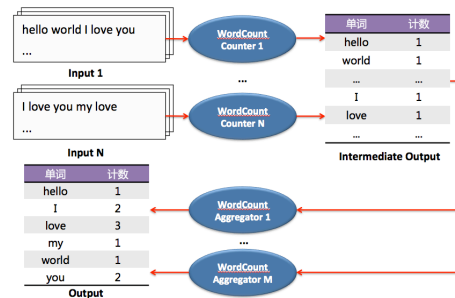 hello world I love you
...
Input 1
WordCount
Counter 1
...
I love you my love
...
Input N
WordCount
Counter N
单词 计数
hello 1
world 1
... ...
I 1
love 1
... ...
Intermediate Output
单词 计数
hello 1
I 2
love 3
my 1
world 1
you 2
Output
WordCount
Aggregator 1
...
WordCount
Aggregator M